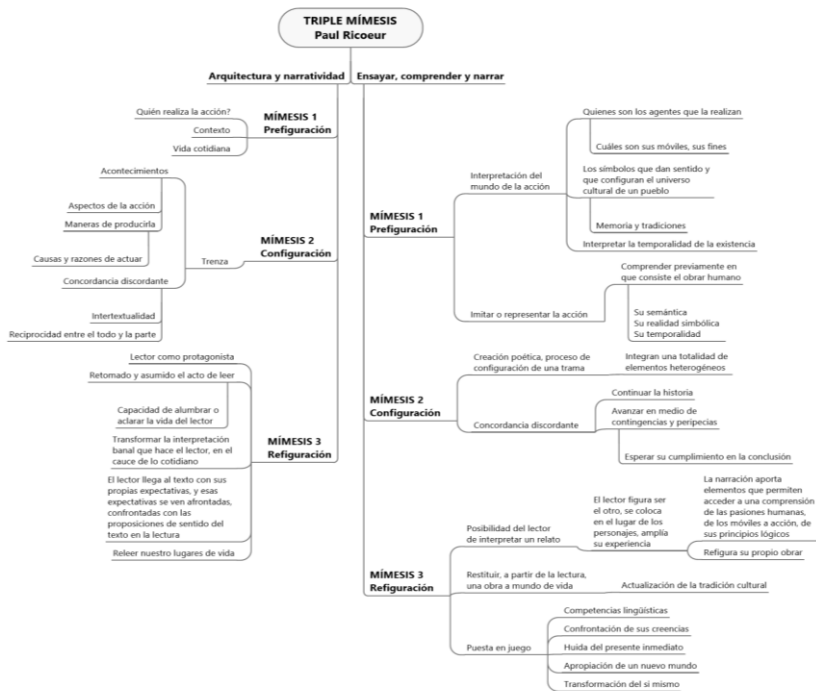 TRIPLE MÍMESIS
Paul Ricoeur
Arquitectura y narratividad
Ensayar, comprender y narrar
MÍMESIS 1
Prefiguración
Quién realiza la acción?
Contexto
Vida cotidiana
MÍMESIS 2
Configuración
Trenza
Acontecimientos
Aspectos de la acción
Maneras de producirla
Causas y razones de actuar
Concordancia discordante
Intertextualidad
Reciprocidad entre el todo y la parte
MÍMESIS 3
Refiguración
Lector como protagonista
Retomado y asumido el acto de leer
Capacidad de alumbrar o
aclarar la vida del lector
Transformar la interpretación
banal que hace el lector, en el
cauce de lo cotidiano
El lector llega al texto con sus
propias expectativas, y esas
expectativas se ven afrontadas,
confrontadas con las
proposiciones de sentido del
texto en la lectura
Releer nuestro lugares de vida
MÍMESIS 1
Prefiguración
Interpretación del
mundo de la acción
Quienes son los agentes que la realizan
Cuáles son sus móviles, sus fines
Los símbolos que dan sentido y
que configuran el universo
cultural de un pueblo
Memoria y tradiciones
Interpretar la temporalidad de la existencia
Imitar o representar la acción
Comprender previamente en
que consiste el obrar humano
Su semántica
Su realidad simbólica
Su temporalidad
MÍMESIS 2
Configuración
Creación poética, proceso de
configuración de una trama
Integran una totalidad de
elementos heterogéneos
Concordancia discordante
Continuar la historia
Avanzar en medio de
contingencias y peripecias
Esperar su cumplimiento en la conclusión
MÍMESIS 3
Refiguración
Posibilidad del lector
de interpretar un relato
El lector figura ser
el otro, se coloca
en el lugar de los
personajes, amplía
su experiencia
La narración aporta
elementos que permiten
acceder a una comprensión
de las pasiones humanas,
de los móviles a acción, de
sus principios lógicos
Refigura su propio obrar
Restituir, a partir de la lectura,
una obra a mundo de vida
Actualización de la tradición cultural
Puesta en juego
Competencias lingüísticas
Confrontación de sus creencias
Huida del presente inmediato
Apropiación de un nuevo mundo
Transformación del si mismo